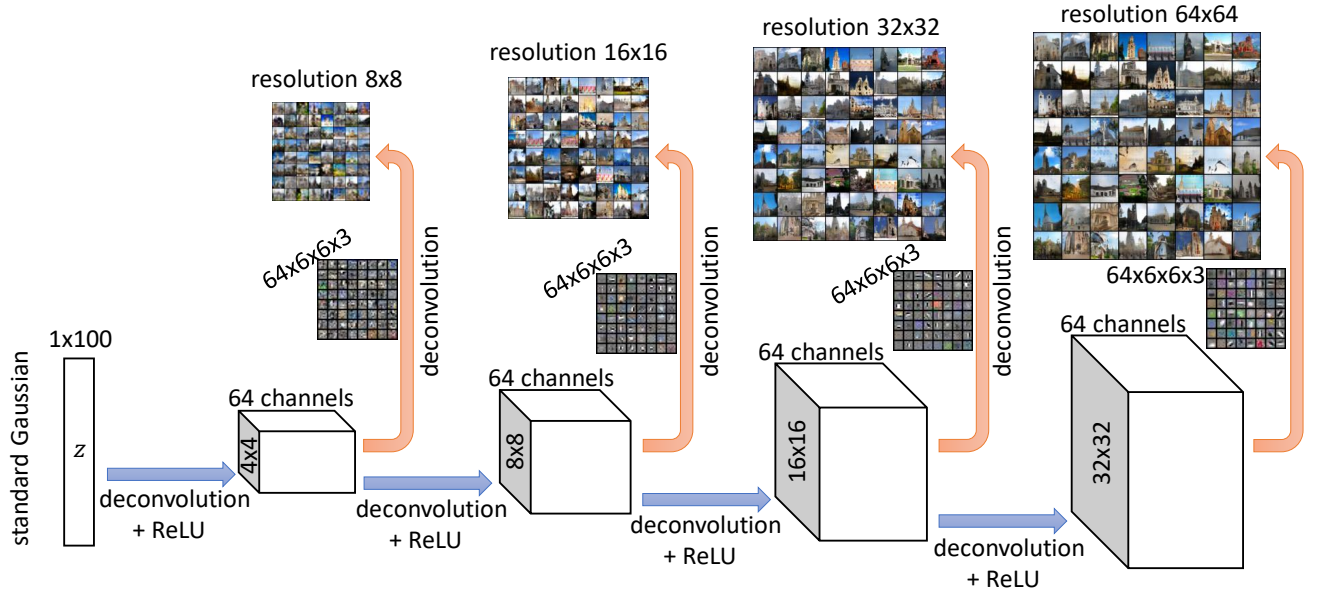 resolution 8x8
resolution 16x16
resolution 32x32
resolution 64x64
64x6x6x3
deconvolution
64x6x6x3
deconvolution
64x6x6x3
deconvolution
64x6x6x3
deconvolution
standard Gaussian
1x100
z
64 channels
4x4
64 channels
8x8
64 channels
16x16
64 channels
32x32
deconvolution
+ ReLU
deconvolution
+ ReLU
deconvolution
+ ReLU
deconvolution
+ ReLU